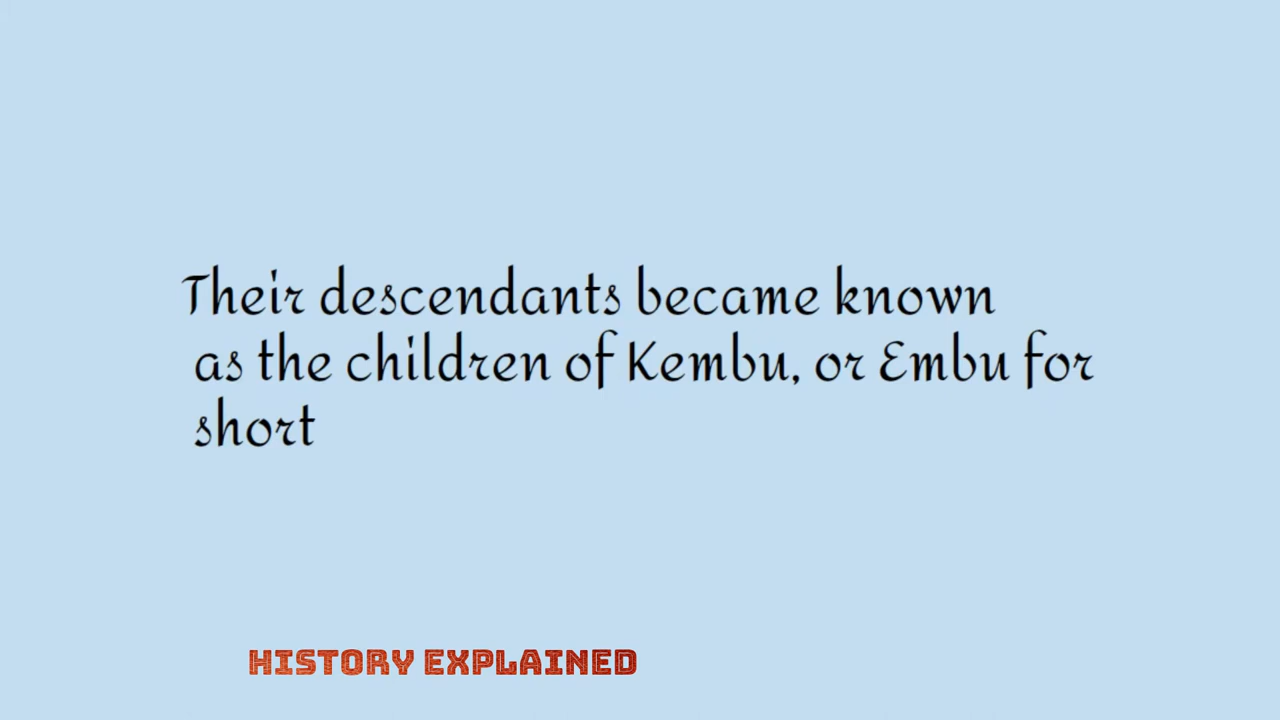 Their descendants became known
as the children of Kembu, or Embu for
short
HISTORY EXPLAINED